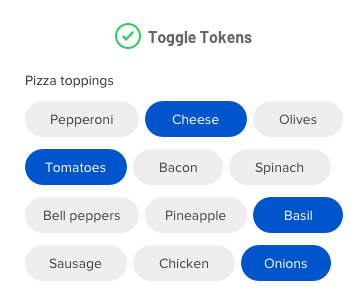 Toggle Tokens
Pizza toppings
Pepperoni Cheese Olives
Tomatoes Bacon Spinach
Bell peppers Pineapple Basil
Sausage Chicken Onions